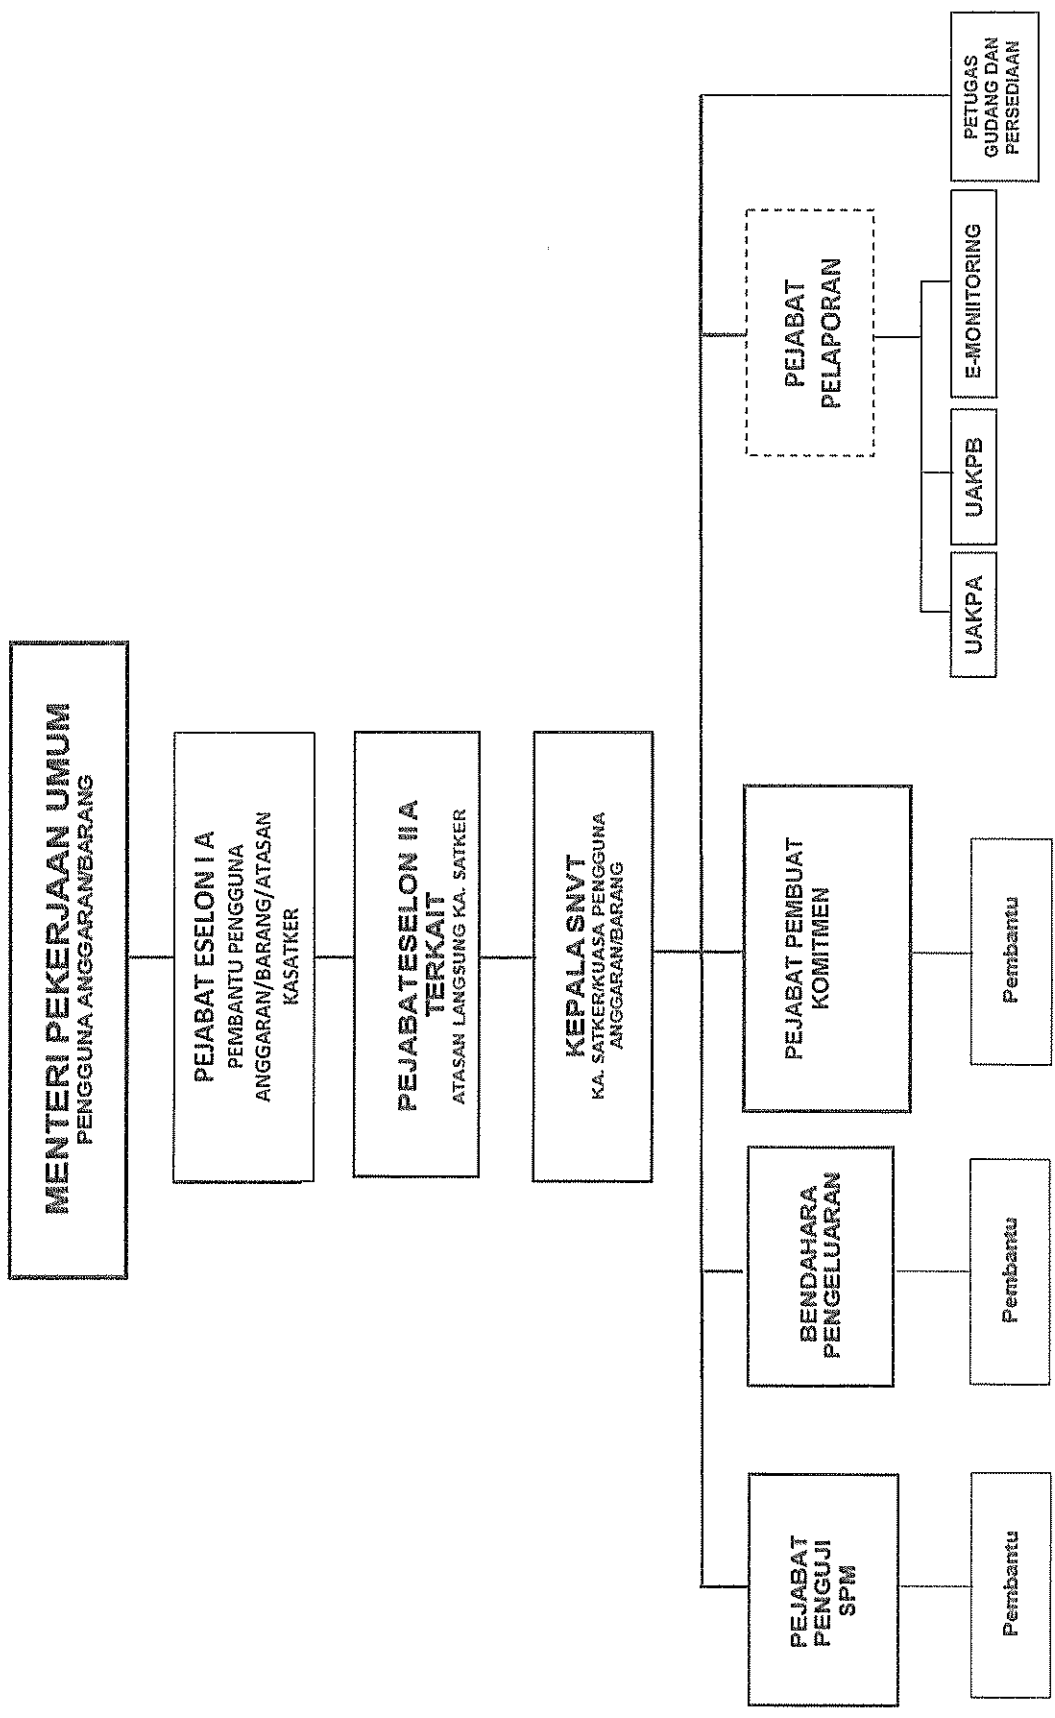 MENTERI PEKERJAAN UMUM
PENGGUNA ANGGARAN/BARANG
PEJABAT ESELON I A
PEMBANTU PENGGUNA
ANGGARAN/BARANG/ATASAN
KASATKER
PEJABAT ESELON II A
TERKAIT
ATASAN LANGSUNG KA. SATKER
KEPALA SNVT
KA. SATKER/KUASA PENGGUNA
ANGGARAN/BARANG
PEJABAT
PENGUJI
SPM
BENDAHARA
PENGELUARAN
PEJABAT PEMBUAT
KOMITMEN
PEJABAT
PELAPORAN
PETUGAS
GUDANG DAN
PERSEDIAAN
Pembantu
Pembantu
Pembantu
UAKPA
UAKPB
E-MONIITORING